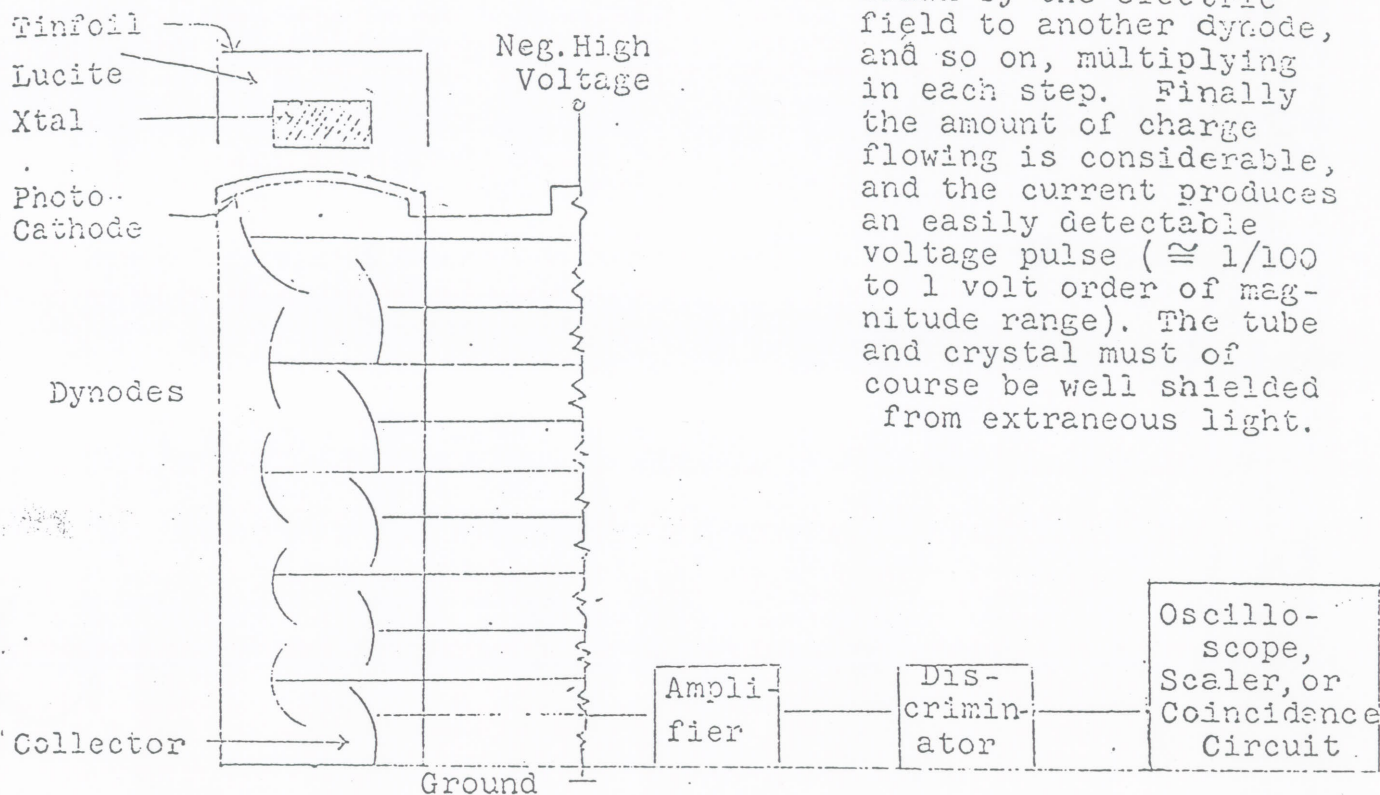 field to another dynode,
and so on, multiplying
in each step. Finally
the amount of charge
flowing is considerable,
and the current produces
an easily detectable
voltage pulse ( ≅ 1/100
to 1 volt order of mag-
nitude range). The tube
and crystal must of
course be well shielded
from extraneous light.
Tinfoil
Lucite
Xtal
Neg.High
Voltage
Photo-
Cathode
Dynodes
Collector
Ground
Ampli-
fier
Dis-
crimin-
ator
Oscillo-
scope,
Scaler, or
Coincidence
Circuit